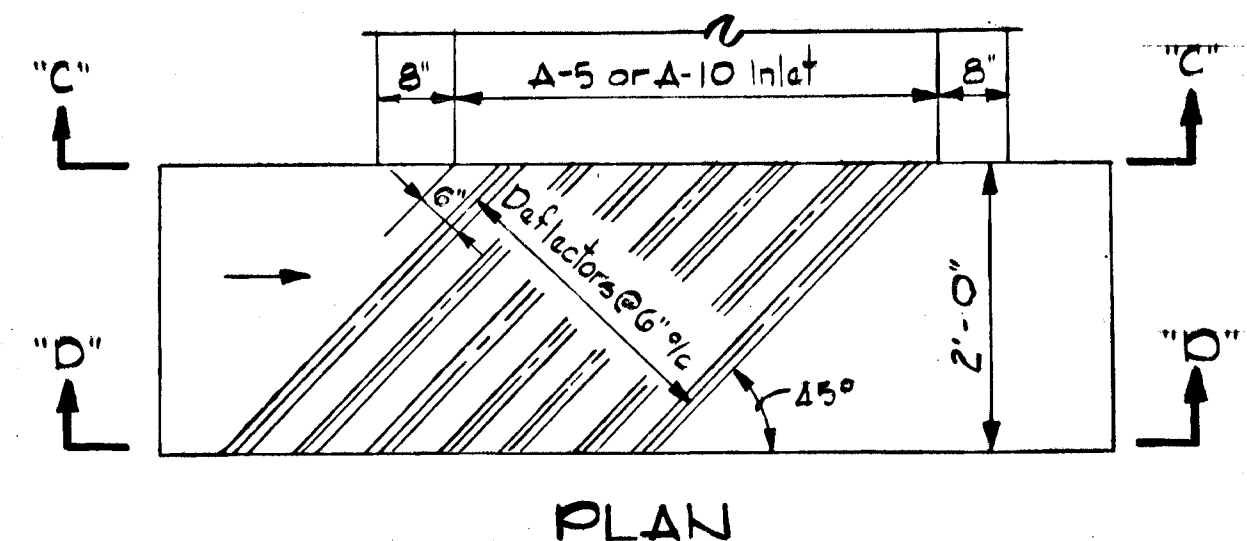 "C"
8"
A-5 or A-10 Inlet
8"
"C"
6"
Deflectors @ 6" o/c
2'-0"
"D"
45°
"D"
PLAN